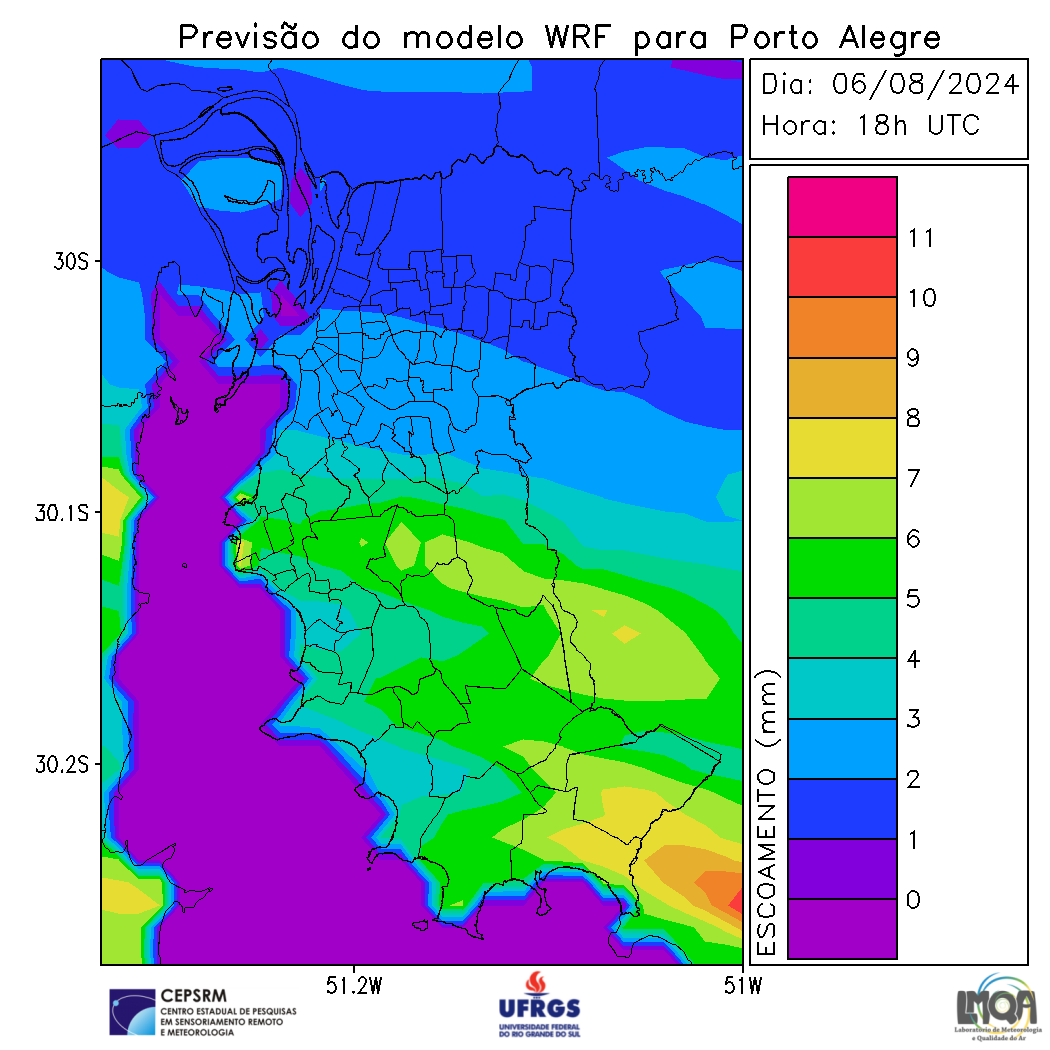 Previsão do modelo WRF para Porto Alegre
Dia: 06/08/2024
Hora: 18h UTC
30S
30.1S
30.2S
51.2W
51W
ESCOAMENTO (mm)
11
10
9
8
7
6
5
4
3
2
1
0
CEPSRM
CENTRO ESTADUAL DE PESQUISAS
EM SENSORIAMENTO REMOTO
E METEOROLOGIA
UFRGS
UNIVERSIDADE FEDERAL
DO RIO GRANDE DO SUL
LMQA
Laboratório de Meteorologia
e Qualidade do Ar